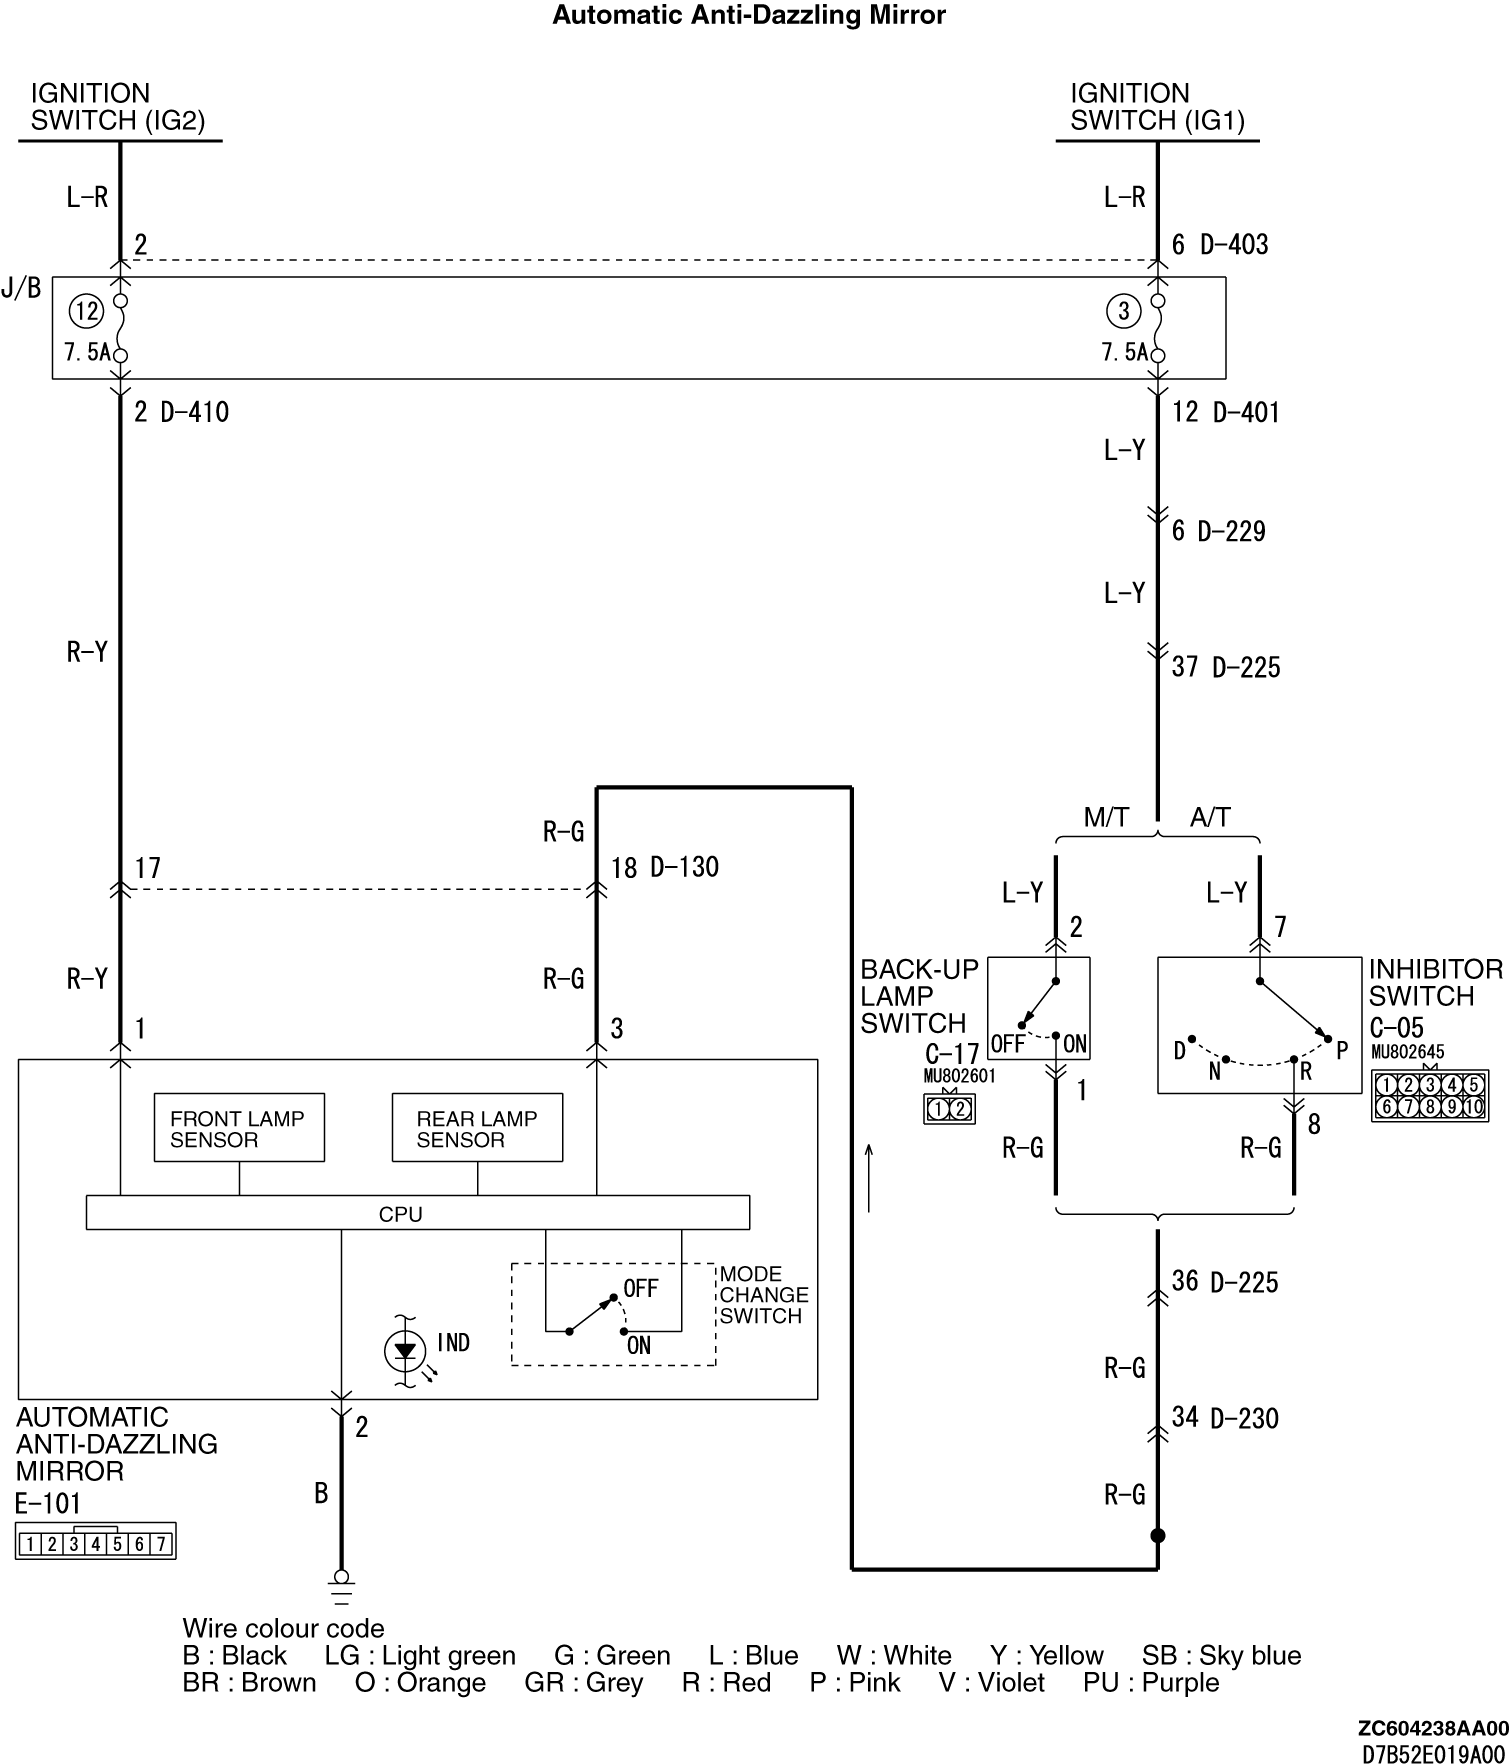 Automatic Anti-Dazzling Mirror
IGNITION
SWITCH (IG2)
IGNITION
SWITCH (IG1)
L-R
L-R
2
6 D-403
J/B
12
7.5A
3
7.5A
2 D-410
12 D-401
L-Y
6 D-229
L-Y
R-Y
37 D-225
M/T
A/T
R-G
17
18 D-130
L-Y
L-Y
2
7
R-Y
R-G
BACK-UP
LAMP
SWITCH
C-17
MU802601
1 2
OFF
ON
INHIBITOR
SWITCH
C-05
MU802645
1 2 3 4 5
6 7 8 9 10
D
N
R
P
1
3
1
8
FRONT LAMP
SENSOR
REAR LAMP
SENSOR
R-G
R-G
CPU
MODE
CHANGE
SWITCH
OFF
ON
IND
36 D-225
R-G
AUTOMATIC
ANTI-DAZZLING
MIRROR
E-101
1 2 3 4 5 6 7
2
B
34 D-230
R-G
Wire colour code
B : Black LG : Light green G : Green L : Blue W : White Y : Yellow SB : Sky blue
BR : Brown O : Orange GR : Grey R : Red P : Pink V : Violet PU : Purple
ZC604238AA00
D7B52E019A00